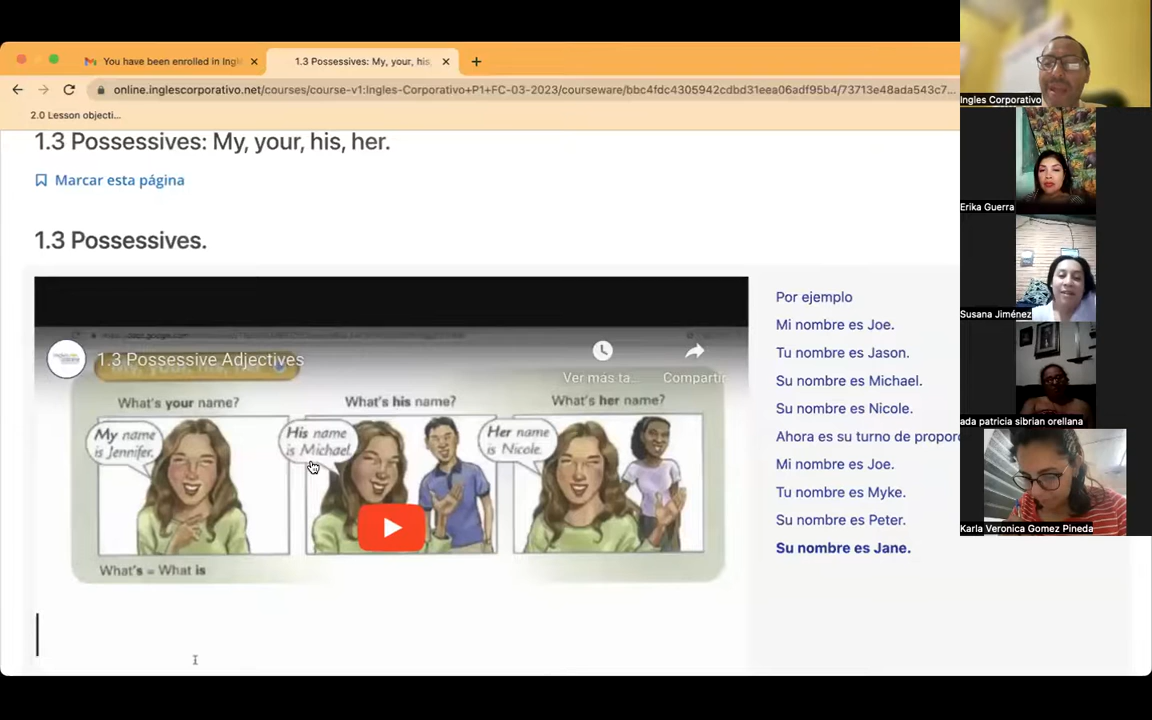 You have been enrolled in Ingl
1.3 Possessives: My, your, his,
online.inglescorporativo.net/courses/course-v1:Ingles-Corporativo+P1+FC-03-2023/courseware/bbc4fdc4305942cdbd31eea06adf95b4/73713e48ada543c7...
2.0 Lesson objecti...
1.3 Possessives: My, your, his, her.
Marcar esta página
1.3 Possessives.
1.3 Possessive Adjectives
Ver mas ta...
Compartir
What's your name?
What's his name?
What's her name?
My name
is Jennifer.
His name
is Michael.
Her name
is Nicole.
What's = What is
Por ejemplo
Mi nombre es Joe.
Tu nombre es Jason.
Su nombre es Michael.
Su nombre es Nicole.
Ahora es su turno de propor
Mi nombre es Joe.
Tu nombre es Myke.
Su nombre es Peter.
Su nombre es Jane.
Ingles Corporativo
Erika Guerra
Susana Jiménez
ada patricia sibrian orellana
Karla Veronica Gomez Pineda